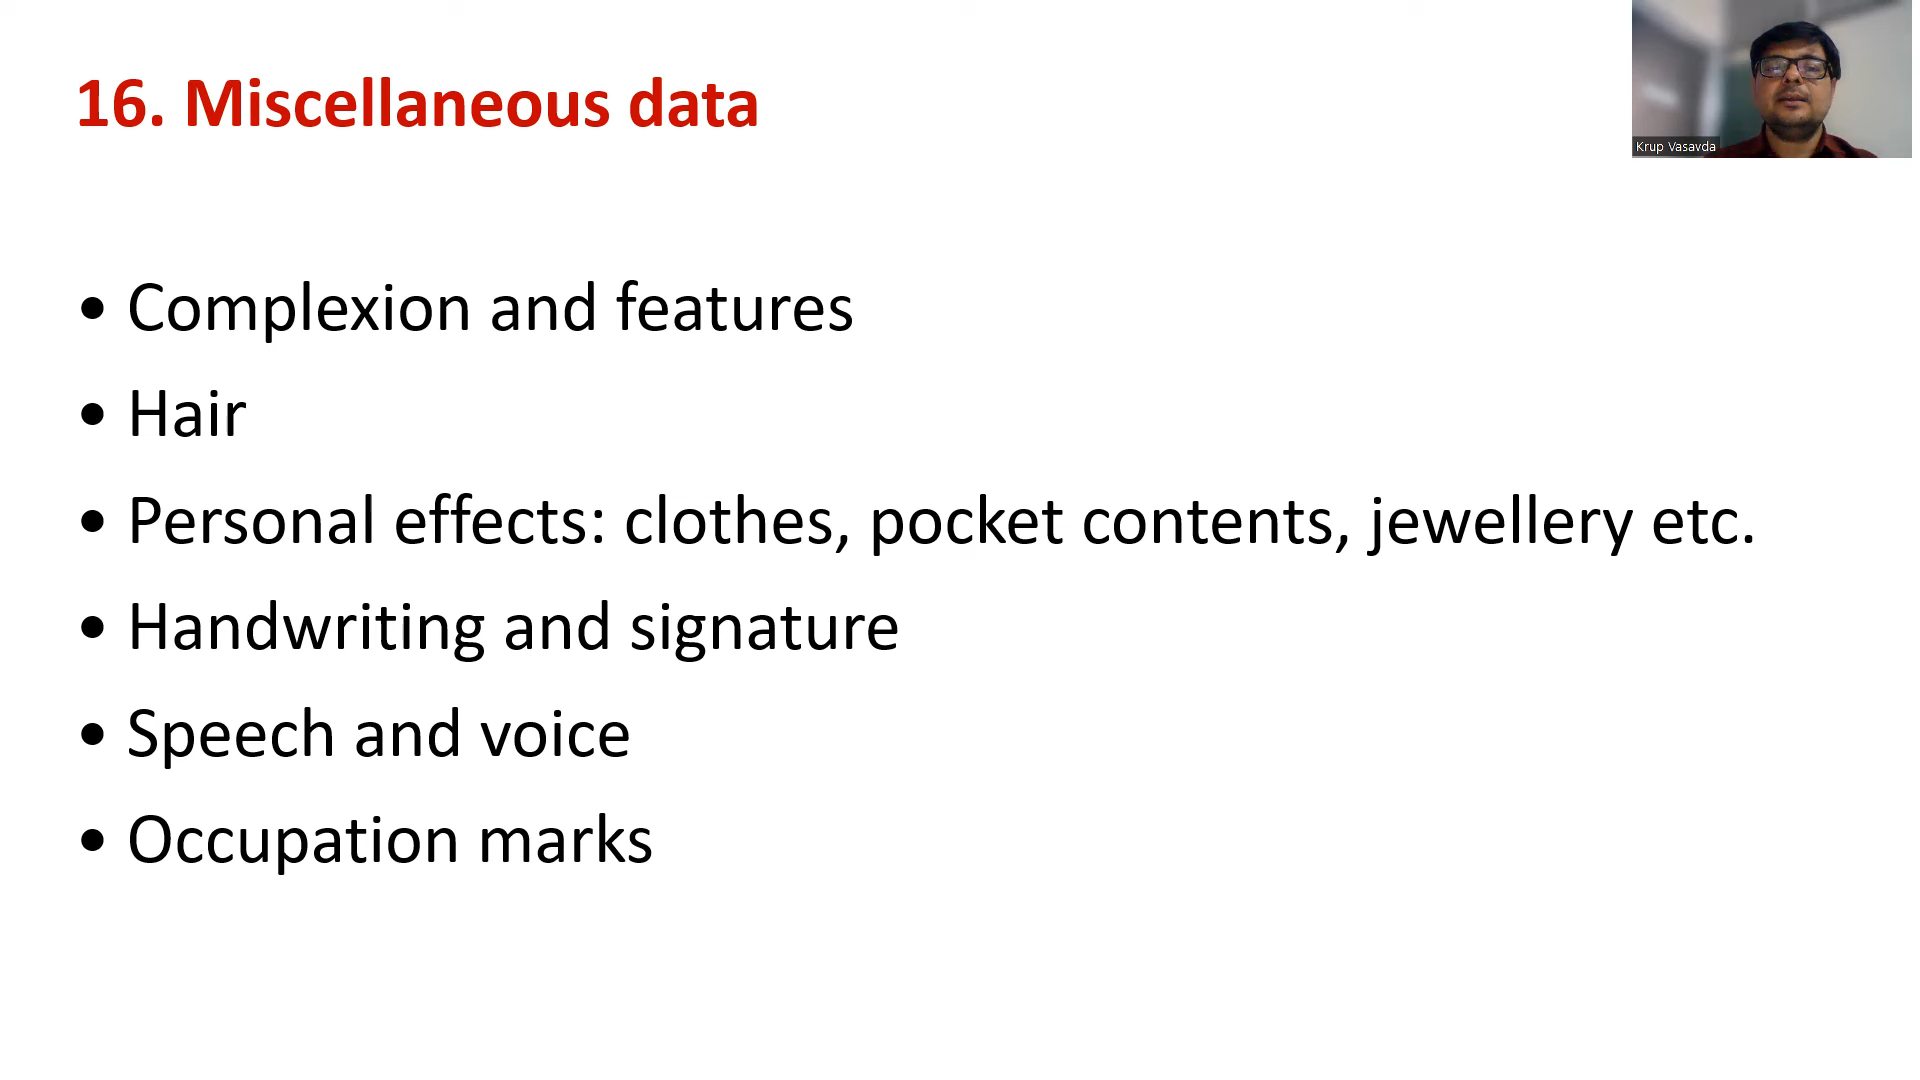 16. Miscellaneous data
Krup Vasavda
• Complexion and features
• Hair
• Personal effects: clothes, pocket contents, jewellery etc.
• Handwriting and signature
• Speech and voice
• Occupation marks